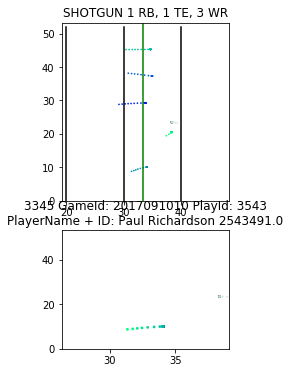 SHOTGUN 1 RB, 1 TE, 3 WR
50
40
30
20
10
0
20 30 40
3345 GameId: 2017091010 PlayId: 3543
PlayerName + ID: Paul Richardson 2543491.0
40
20
0
30 35